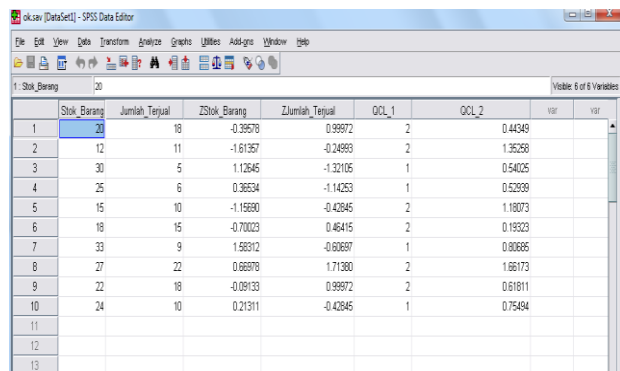 ok.sav [DataSet1] - SPSS Data Editor
File Edit View Data Transform Analyze Graphs Utilities Add-ons Window Help
1 : Stok_Barang 20 Visible: 6 of 6 Variables
Stok_Barang Jumlah_Terjual ZStok_Barang ZJumlah_Terjual QCL_1 QCL_2 var var
1 20 18 -0.39578 0.99972 2 0.44349
2 12 11 -1.61357 -0.24993 2 1.35258
3 30 5 1.12645 -1.32105 1 0.54025
4 25 6 0.36534 -1.14253 1 0.52939
5 15 10 -1.15690 -0.42845 2 1.18073
6 18 15 -0.70023 0.46415 2 0.19323
7 33 9 1.58312 -0.60697 1 0.80685
8 27 22 0.66978 1.71380 2 1.66173
9 22 18 -0.09133 0.99972 2 0.61811
10 24 10 0.21311 -0.42845 1 0.75494
11
12
13